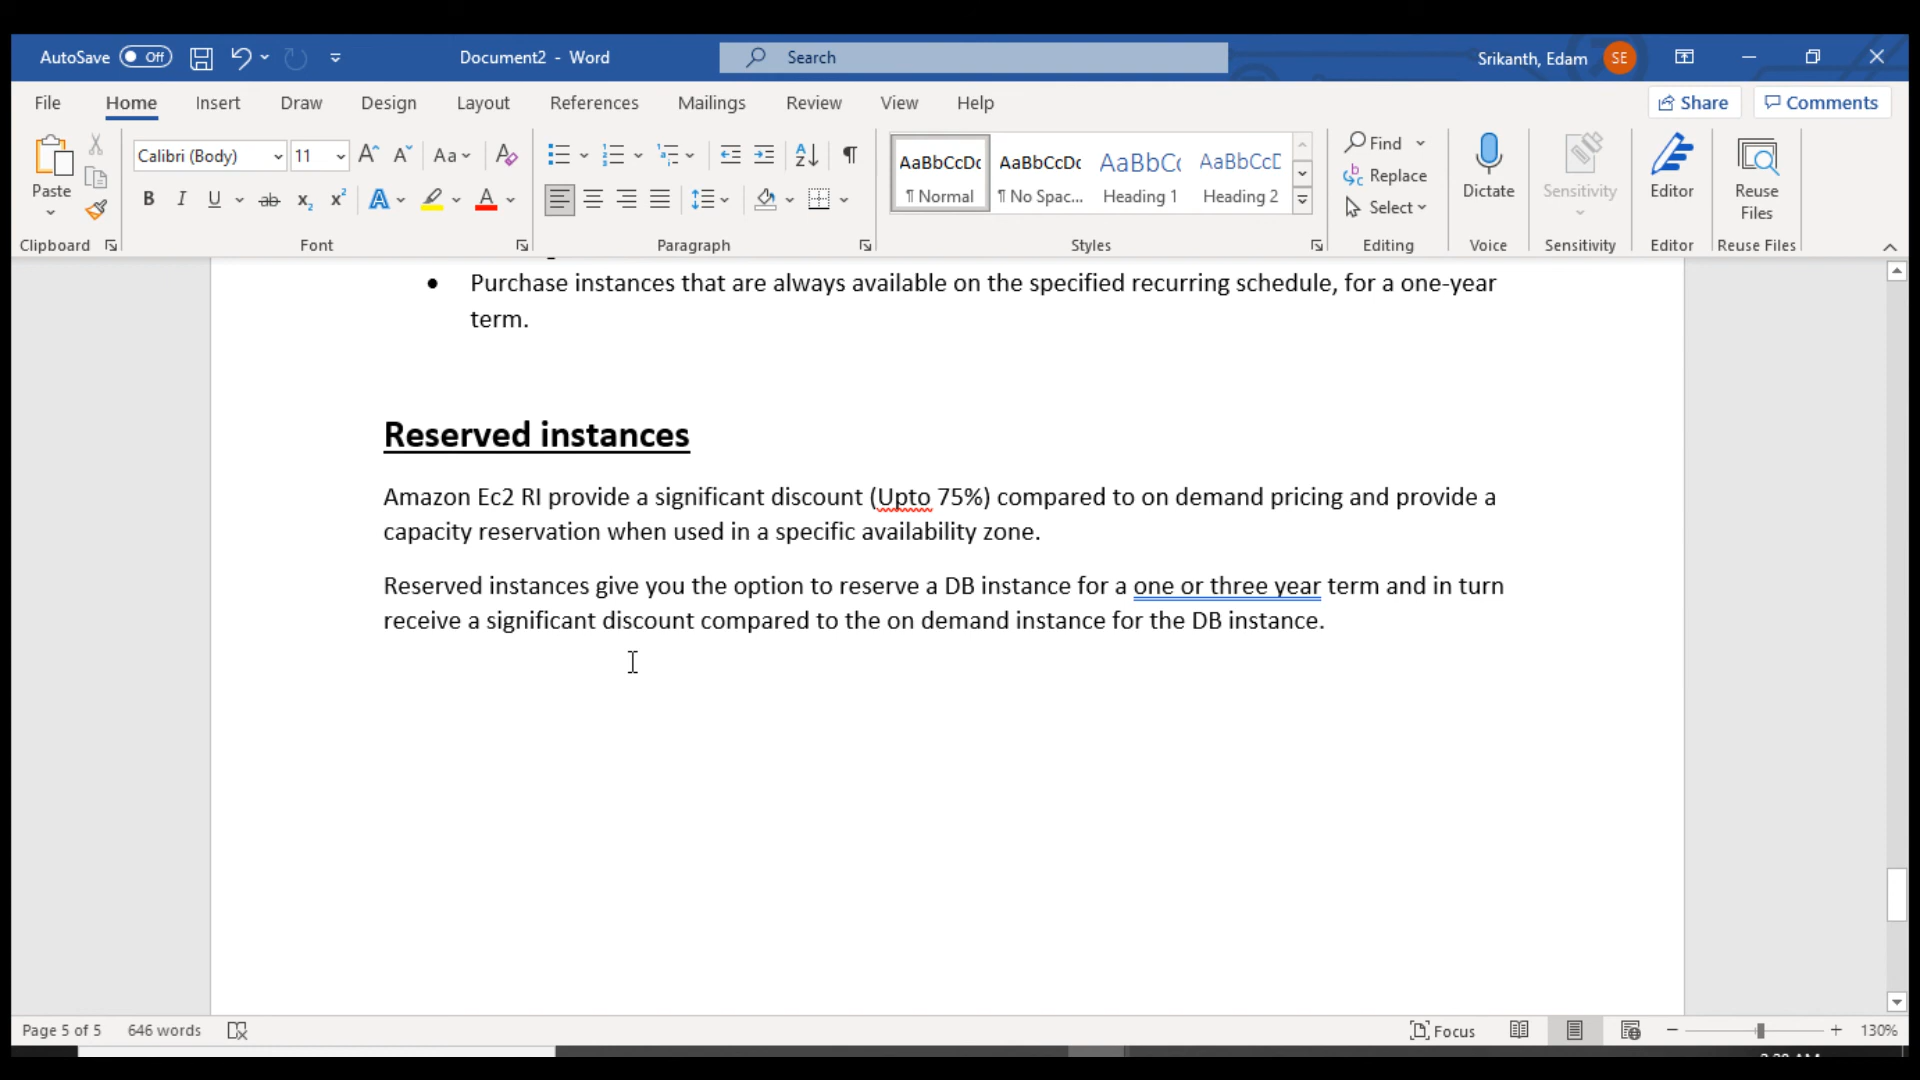 AutoSave Off Document2 - Word Search Srikanth, Edam SE
File Home Insert Draw Design Layout References Mailings Review View Help Share Comments
Paste Calibri (Body) 11 Aa AaBbCcDc AaBbCcDc AaBbCc AaBbCcD Find Replace Select Dictate Sensitivity Editor Reuse Files
B I U ab x₂ x² A A ¶ Normal ¶ No Spac... Heading 1 Heading 2
Clipboard Font Paragraph Styles Editing Voice Sensitivity Editor Reuse Files
• Purchase instances that are always available on the specified recurring schedule, for a one-year
term.
Reserved instances
Amazon Ec2 RI provide a significant discount (Upto 75%) compared to on demand pricing and provide a
capacity reservation when used in a specific availability zone.
Reserved instances give you the option to reserve a DB instance for a one or three year term and in turn
receive a significant discount compared to the on demand instance for the DB instance.
Page 5 of 5 646 words Focus 130%